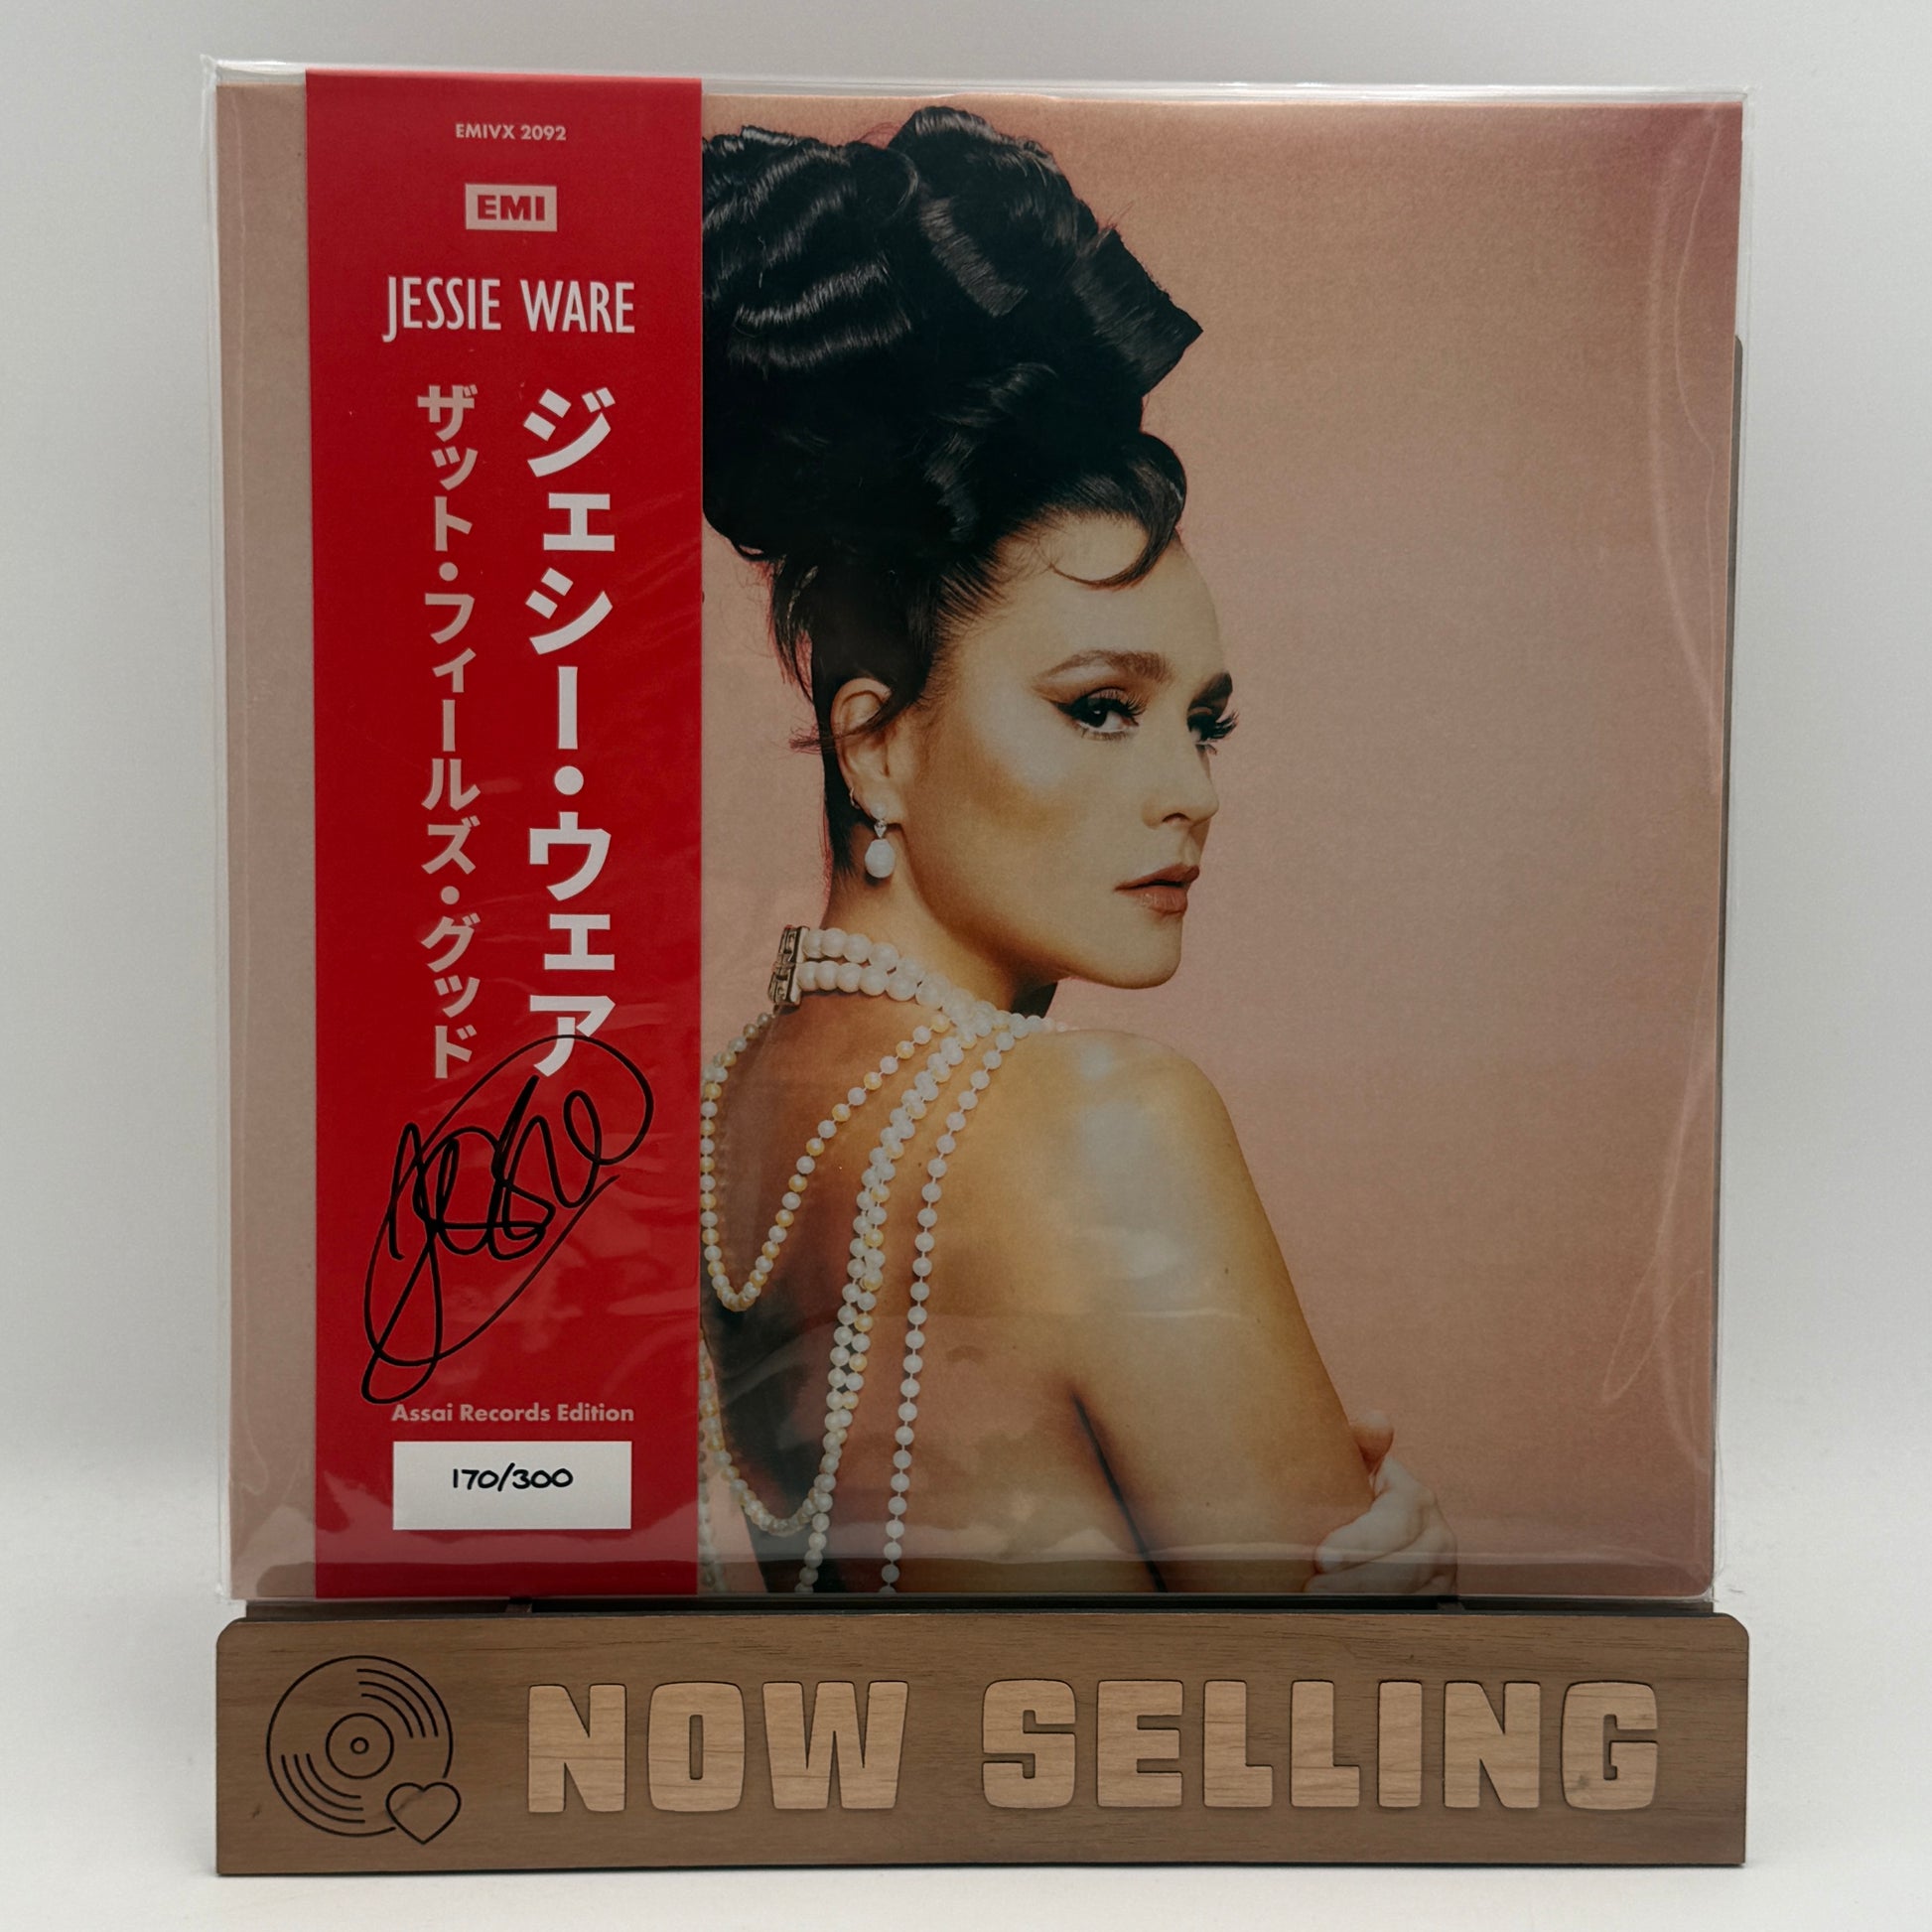 EMIVX 2092
EMI
JESSIE WARE
ジェシー・ウェア
ザット・フィールズ・グッド
Jessie
Assai Records Edition
170/300
NOW SELLING